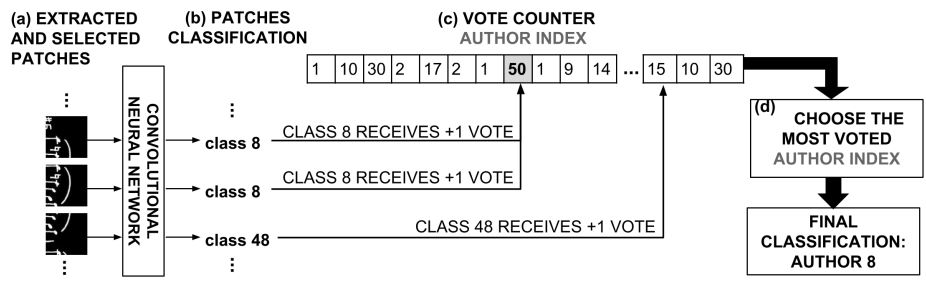 (a) EXTRACTED
AND SELECTED
PATCHES
(b) PATCHES
CLASSIFICATION
(c) VOTE COUNTER
AUTHOR INDEX
1 10 30 2 17 2 1 50 1 9 14 ... 15 10 30
...
CONVOLUTIONAL
NEURAL NETWORK
...
class 8
CLASS 8 RECEIVES +1 VOTE
class 8
CLASS 8 RECEIVES +1 VOTE
class 48
CLASS 48 RECEIVES +1 VOTE
...
...
(d)
CHOOSE THE
MOST VOTED
AUTHOR INDEX
FINAL
CLASSIFICATION:
AUTHOR 8